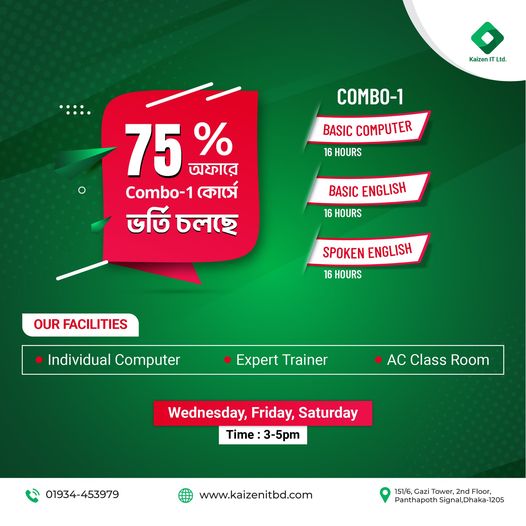 Kaizen IT Ltd.
75%
অফারে
Combo-1 কোর্সে
ভর্তি চলছে
COMBO-1
BASIC COMPUTER
16 HOURS
BASIC ENGLISH
16 HOURS
SPOKEN ENGLISH
16 HOURS
OUR FACILITIES
Individual Computer
Expert Trainer
AC Class Room
Wednesday, Friday, Saturday
Time : 3-5pm
01934-453979
www.kaizenitbd.com
151/6, Gazi Tower, 2nd Floor,
Panthapoth Signal,Dhaka-1205